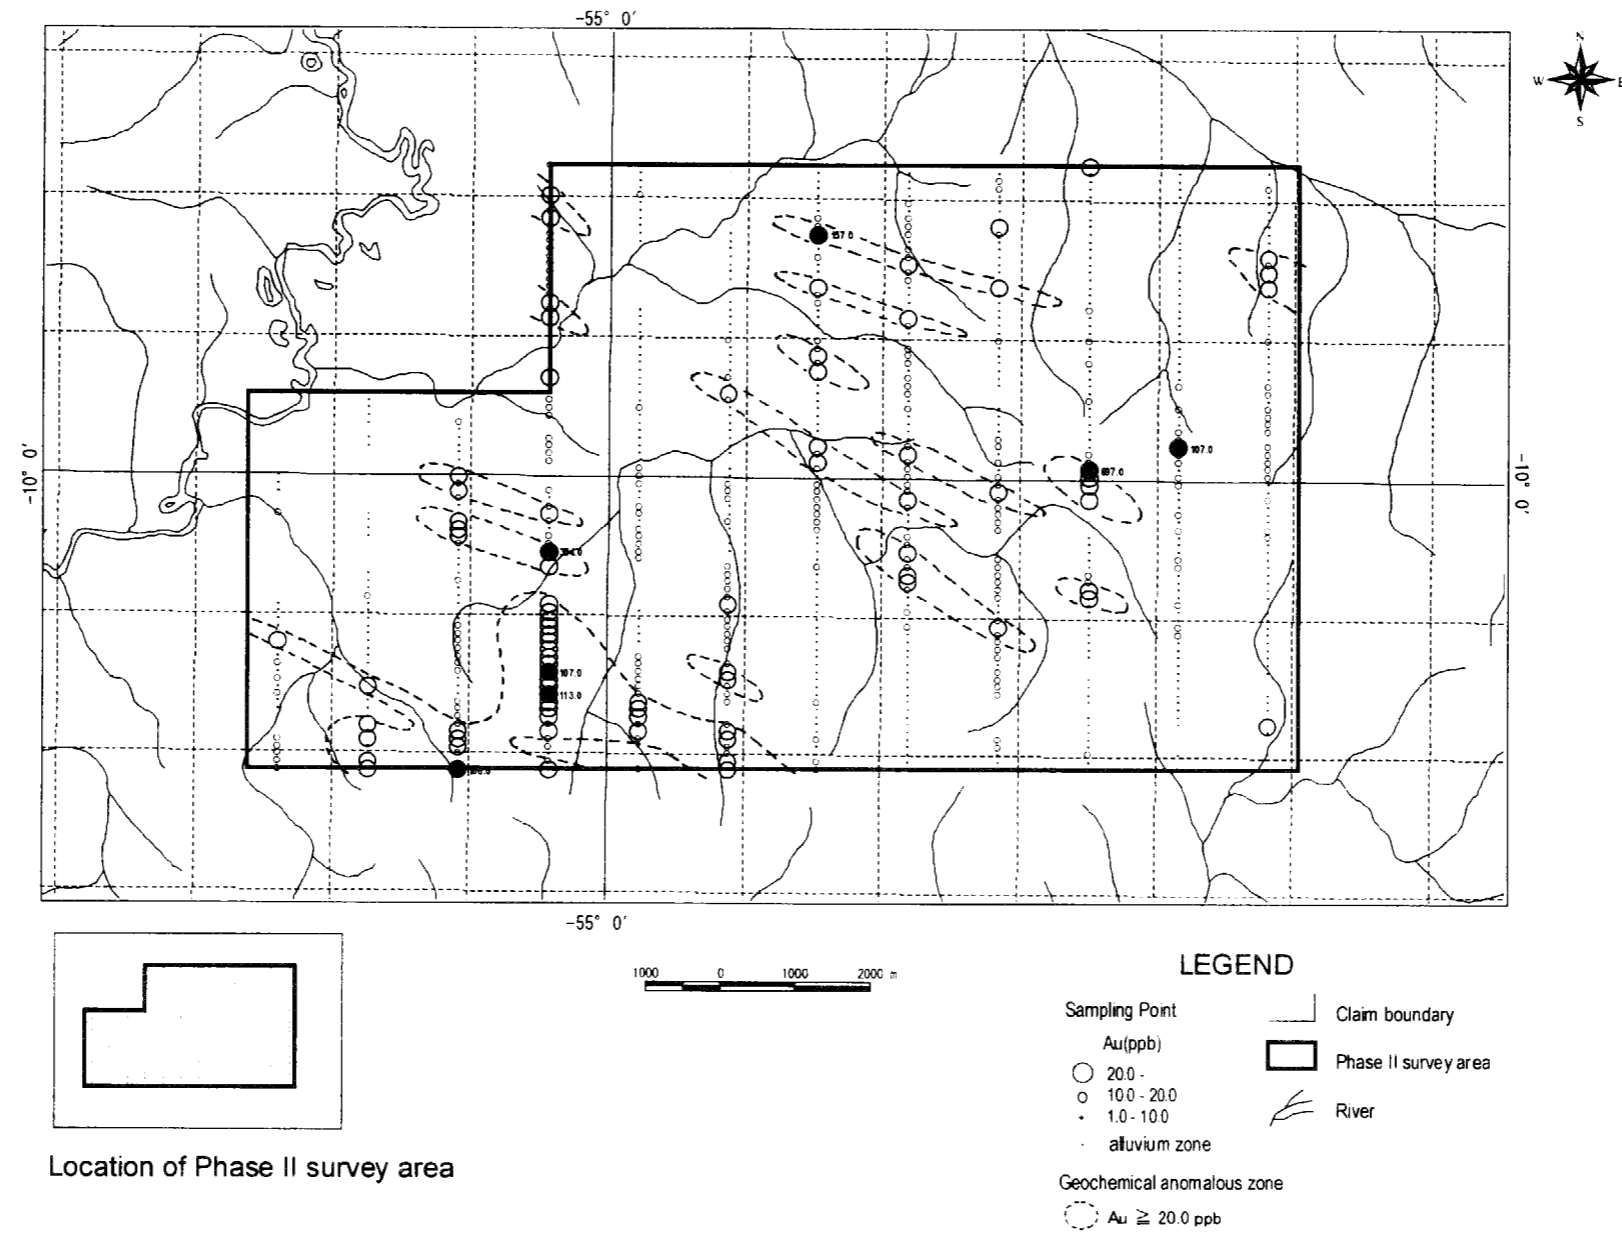 -55° 0′
N
W
E
S
157.0
-10° 0′
107.0
697.0
-10° 0′
107.0
113.0
-55° 0′
1000 0 1000 2000 m
LEGEND
Sampling Point
Au(ppb)
20.0 -
10.0 - 20.0
1.0 - 10.0
alluvium zone
Geochemical anomalous zone
Au ≧ 20.0 ppb
Claim boundary
Phase II survey area
River
Location of Phase II survey area